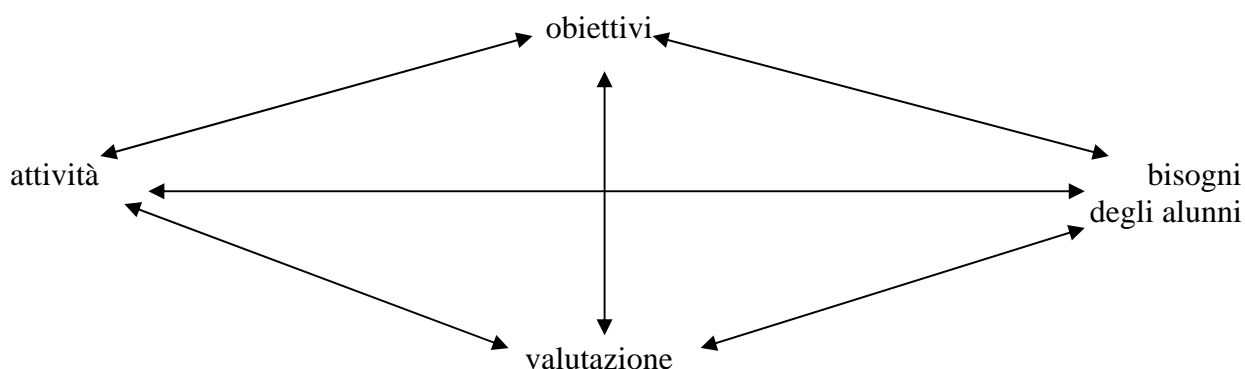 obiettivi
attività
bisogni
degli alunni
valutazione